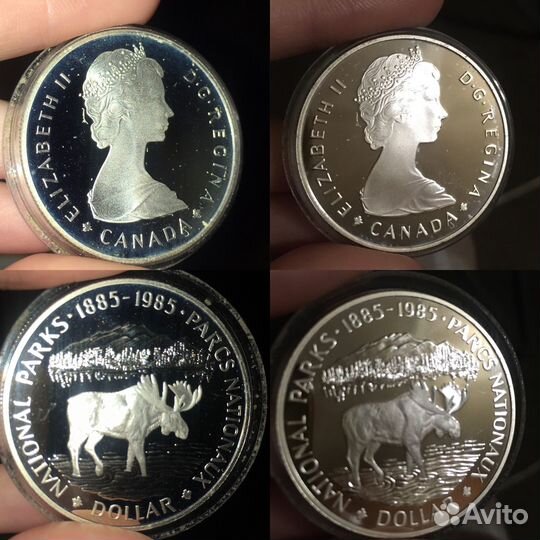 ELIZABETH II D·G·REGINA
CANADA
ELIZABETH II D·G·REGINA
CANADA
NATIONAL PARKS · 1885-1985 · PARCS NATIONAUX
DOLLAR
NATIONAL PARKS · 1885-1985 · PARCS NATIONAUX
DOLLAR
Avito